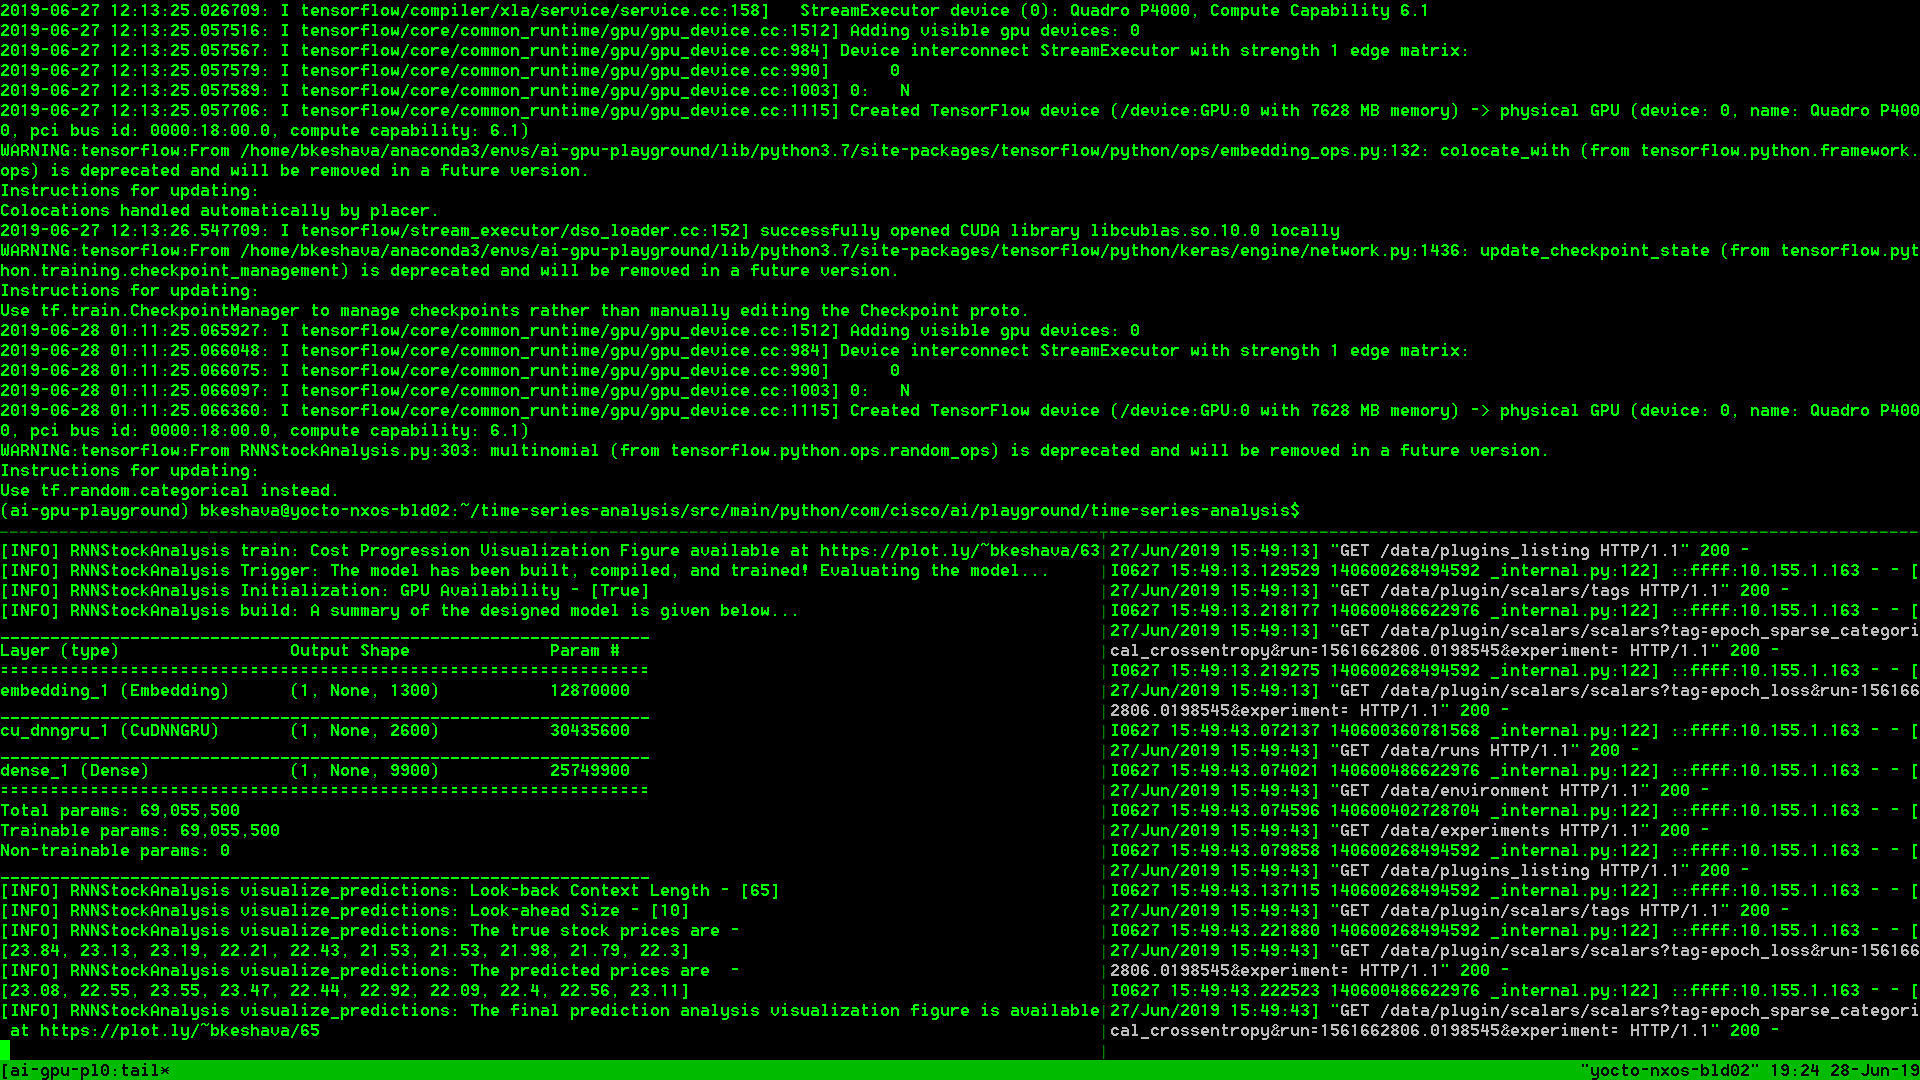 2019-06-27 12:13:25.026709: I tensorflow/compiler/xla/service/service.cc:158]   StreamExecutor device (0): Quadro P4000, Compute Capability 6.1
2019-06-27 12:13:25.057516: I tensorflow/core/common_runtime/gpu/gpu_device.cc:1512] Adding visible gpu devices: 0
2019-06-27 12:13:25.057567: I tensorflow/core/common_runtime/gpu/gpu_device.cc:984] Device interconnect StreamExecutor with strength 1 edge matrix:
2019-06-27 12:13:25.057579: I tensorflow/core/common_runtime/gpu/gpu_device.cc:990]      0
2019-06-27 12:13:25.057589: I tensorflow/core/common_runtime/gpu/gpu_device.cc:1003] 0:   N
2019-06-27 12:13:25.057706: I tensorflow/core/common_runtime/gpu/gpu_device.cc:1115] Created TensorFlow device (/device:GPU:0 with 7628 MB memory) -> physical GPU (device: 0, name: Quadro P400
0, pci bus id: 0000:18:00.0, compute capability: 6.1)
WARNING:tensorflow:From /home/bkeshava/anaconda3/envs/ai-gpu-playground/lib/python3.7/site-packages/tensorflow/python/ops/embedding_ops.py:132: colocate_with (from tensorflow.python.framework.
ops) is deprecated and will be removed in a future version.
Instructions for updating:
Colocations handled automatically by placer.
2019-06-27 12:13:26.547709: I tensorflow/stream_executor/dso_loader.cc:152] successfully opened CUDA library libcublas.so.10.0 locally
WARNING:tensorflow:From /home/bkeshava/anaconda3/envs/ai-gpu-playground/lib/python3.7/site-packages/tensorflow/python/keras/engine/network.py:1436: update_checkpoint_state (from tensorflow.pyt
hon.training.checkpoint_management) is deprecated and will be removed in a future version.
Instructions for updating:
Use tf.train.CheckpointManager to manage checkpoints rather than manually editing the Checkpoint proto.
2019-06-28 01:11:25.065927: I tensorflow/core/common_runtime/gpu/gpu_device.cc:1512] Adding visible gpu devices: 0
2019-06-28 01:11:25.066048: I tensorflow/core/common_runtime/gpu/gpu_device.cc:984] Device interconnect StreamExecutor with strength 1 edge matrix:
2019-06-28 01:11:25.066075: I tensorflow/core/common_runtime/gpu/gpu_device.cc:990]      0
2019-06-28 01:11:25.066097: I tensorflow/core/common_runtime/gpu/gpu_device.cc:1003] 0:   N
2019-06-28 01:11:25.066360: I tensorflow/core/common_runtime/gpu/gpu_device.cc:1115] Created TensorFlow device (/device:GPU:0 with 7628 MB memory) -> physical GPU (device: 0, name: Quadro P400
0, pci bus id: 0000:18:00.0, compute capability: 6.1)
WARNING:tensorflow:From RNNStockAnalysis.py:303: multinomial (from tensorflow.python.ops.random_ops) is deprecated and will be removed in a future version.
Instructions for updating:
Use tf.random.categorical instead.
(ai-gpu-playground) bkeshava@yocto-nxos-bld02:~/time-series-analysis/src/main/python/com/cisco/ai/playground/time-series-analysis$
[INFO] RNNStockAnalysis train: Cost Progression Visualization Figure available at https://plot.ly/~bkeshava/63
[INFO] RNNStockAnalysis Trigger: The model has been built, compiled, and trained! Evaluating the model...
[INFO] RNNStockAnalysis Initialization: GPU Availability - [True]
[INFO] RNNStockAnalysis build: A summary of the designed model is given below...
_________________________________________________________________
Layer (type)                 Output Shape              Param #
=================================================================
embedding_1 (Embedding)      (1, None, 1300)           12870000
_________________________________________________________________
cu_dnngru_1 (CuDNNGRU)       (1, None, 2600)           30435600
_________________________________________________________________
dense_1 (Dense)              (1, None, 9900)           25749900
=================================================================
Total params: 69,055,500
Trainable params: 69,055,500
Non-trainable params: 0
_________________________________________________________________
[INFO] RNNStockAnalysis visualize_predictions: Look-back Context Length - [65]
[INFO] RNNStockAnalysis visualize_predictions: Look-ahead Size - [10]
[INFO] RNNStockAnalysis visualize_predictions: The true stock prices are -
[23.84, 23.13, 23.19, 22.21, 22.43, 21.53, 21.53, 21.98, 21.79, 22.3]
[INFO] RNNStockAnalysis visualize_predictions: The predicted prices are  -
[23.08, 22.55, 23.55, 23.47, 22.44, 22.92, 22.09, 22.4, 22.56, 23.11]
[INFO] RNNStockAnalysis visualize_predictions: The final prediction analysis visualization figure is available
 at https://plot.ly/~bkeshava/65
27/Jun/2019 15:49:13] "GET /data/plugins_listing HTTP/1.1" 200 -
I0627 15:49:13.129529 140600268494592 _internal.py:122] ::ffff:10.155.1.163 - - [
27/Jun/2019 15:49:13] "GET /data/plugin/scalars/tags HTTP/1.1" 200 -
I0627 15:49:13.218177 140600486622976 _internal.py:122] ::ffff:10.155.1.163 - - [
27/Jun/2019 15:49:13] "GET /data/plugin/scalars/scalars?tag=epoch_sparse_categori
cal_crossentropy&run=1561662806.0198545&experiment= HTTP/1.1" 200 -
I0627 15:49:13.219275 140600268494592 _internal.py:122] ::ffff:10.155.1.163 - - [
27/Jun/2019 15:49:13] "GET /data/plugin/scalars/scalars?tag=epoch_loss&run=156166
2806.0198545&experiment= HTTP/1.1" 200 -
I0627 15:49:43.072137 140600360781568 _internal.py:122] ::ffff:10.155.1.163 - - [
27/Jun/2019 15:49:43] "GET /data/runs HTTP/1.1" 200 -
I0627 15:49:43.074021 140600486622976 _internal.py:122] ::ffff:10.155.1.163 - - [
27/Jun/2019 15:49:43] "GET /data/environment HTTP/1.1" 200 -
I0627 15:49:43.074596 140600402728704 _internal.py:122] ::ffff:10.155.1.163 - - [
27/Jun/2019 15:49:43] "GET /data/experiments HTTP/1.1" 200 -
I0627 15:49:43.079858 140600268494592 _internal.py:122] ::ffff:10.155.1.163 - - [
27/Jun/2019 15:49:43] "GET /data/plugins_listing HTTP/1.1" 200 -
I0627 15:49:43.137115 140600268494592 _internal.py:122] ::ffff:10.155.1.163 - - [
27/Jun/2019 15:49:43] "GET /data/plugin/scalars/tags HTTP/1.1" 200 -
I0627 15:49:43.221880 140600268494592 _internal.py:122] ::ffff:10.155.1.163 - - [
27/Jun/2019 15:49:43] "GET /data/plugin/scalars/scalars?tag=epoch_loss&run=156166
2806.0198545&experiment= HTTP/1.1" 200 -
I0627 15:49:43.222523 140600486622976 _internal.py:122] ::ffff:10.155.1.163 - - [
27/Jun/2019 15:49:43] "GET /data/plugin/scalars/scalars?tag=epoch_sparse_categori
cal_crossentropy&run=1561662806.0198545&experiment= HTTP/1.1" 200 -
[ai-gpu-pl0:tail* "yocto-nxos-bld02" 19:24 28-Jun-19